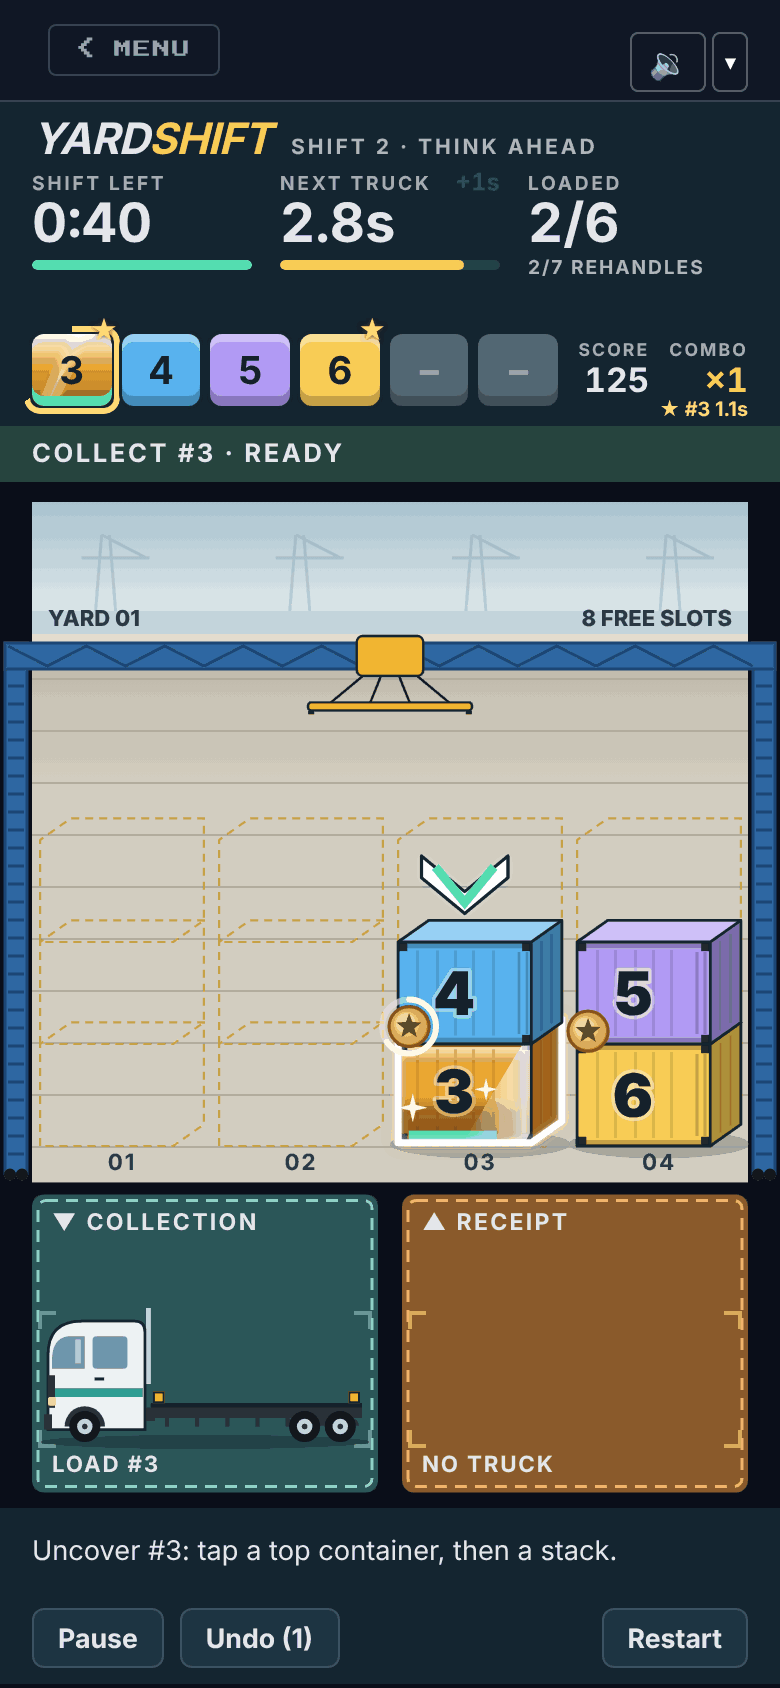 MENU
YARDSHIFT SHIFT 2 · THINK AHEAD
SHIFT LEFT NEXT TRUCK +1s LOADED
0:40 2.8s 2/6
2/7 REHANDLES
3 4 5 6 – –
SCORE COMBO
125 ×1
★ #3 1.1s
COLLECT #3 · READY
YARD 01 8 FREE SLOTS
4 5
3 6
01 02 03 04
▼ COLLECTION ▲ RECEIPT
LOAD #3 NO TRUCK
Uncover #3: tap a top container, then a stack.
Pause Undo (1) Restart